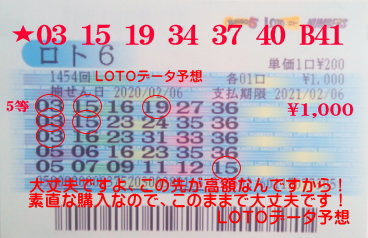 ★03 15 19 34 37 40 B41
ロト6
単価1口¥200
1454回 LOTOデータ予想
各01口 ¥1,000
抽せん日 2020/02/06 支払期限 2021/02/06
5等 03 15 16 19 27 36 ¥1,000
03 15 23 24 35 36
03 16 23 31 33 36
05 15
05 07 09 11 12 15
大丈夫ですよ、この先が高額なんですから！
素直な購入なので、このままで大丈夫です！
LOTOデータ予想